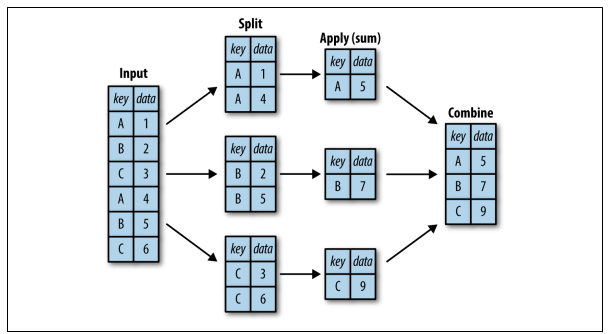 Input
key data
A 1
B 2
C 3
A 4
B 5
C 6
Split
key data
A 1
A 4
key data
B 2
B 5
key data
C 3
C 6
Apply (sum)
key data
A 5
key data
B 7
key data
C 9
Combine
key data
A 5
B 7
C 9